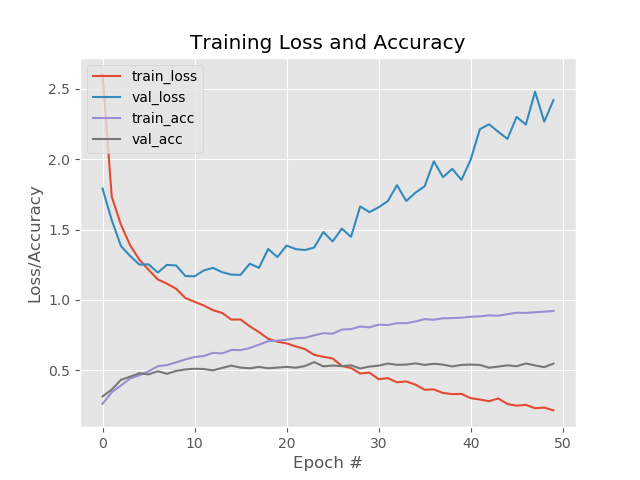 Training Loss and Accuracy
train_loss
val_loss
train_acc
val_acc
2.5
2.0
1.5
1.0
0.5
Loss/Accuracy
0 10 20 30 40 50
Epoch #